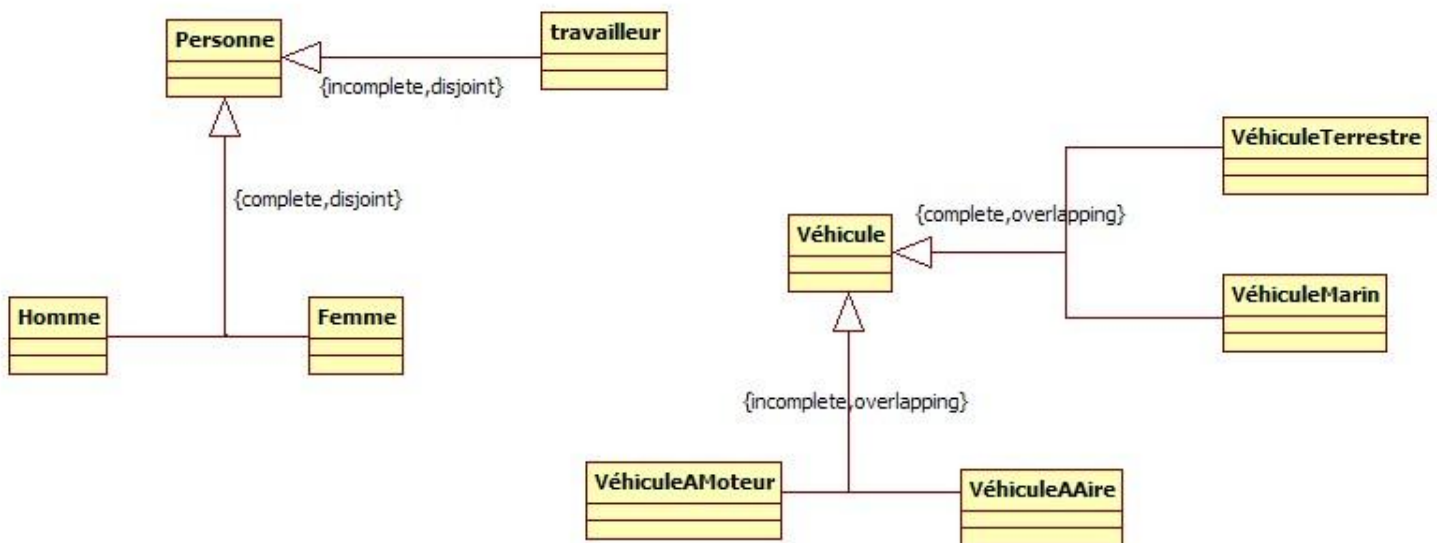 Personne
travailleur
{incomplete,disjoint}
{complete,disjoint}
Homme
Femme
VéhiculeTerrestre
{complete,overlapping}
Véhicule
VéhiculeMarin
{incomplete,overlapping}
VéhiculeAMoteur
VéhiculeAAire